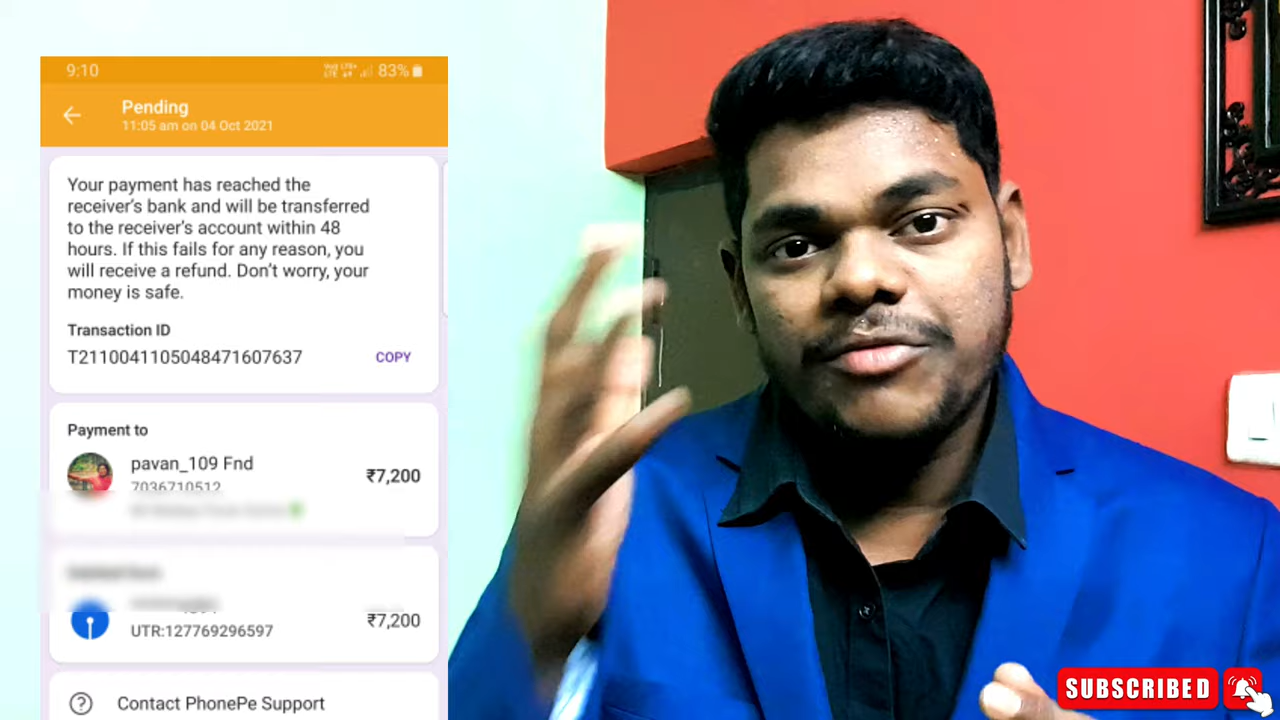 9:10
83%
Pending
11:05 am on 04 Oct 2021
Your payment has reached the
receiver's bank and will be transferred
to the receiver's account within 48
hours. If this fails for any reason, you
will receive a refund. Don't worry, your
money is safe.
Transaction ID
T2110041105048471607637
COPY
Payment to
pavan_109 Fnd
₹7,200
7036710512
₹7,200
UTR:127769296597
Contact PhonePe Support
SUBSCRIBED